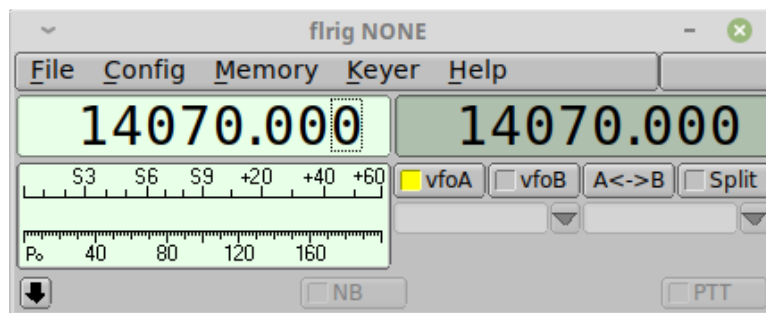 flrig NONE
File Config Memory Keyer Help
14070.000 14070.000
S3 S6 S9 +20 +40 +60
vfoA vfoB A<->B Split
Po 40 80 120 160
NB PTT